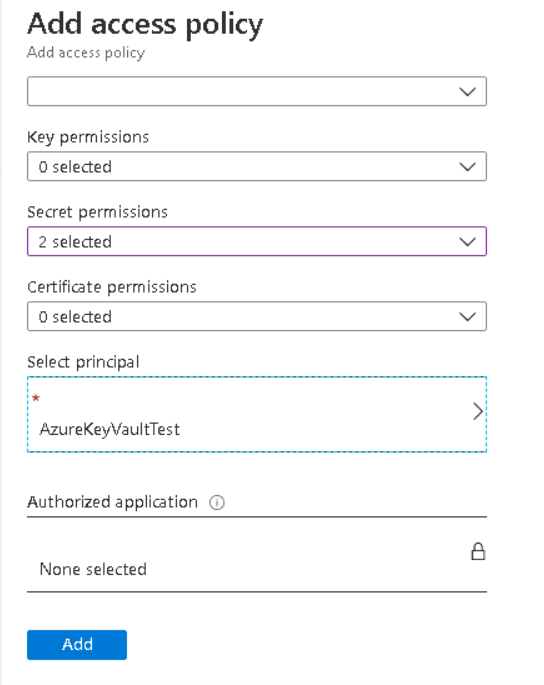 Add access policy
Add access policy
Key permissions
0 selected
Secret permissions
2 selected
Certificate permissions
0 selected
Select principal
*
AzureKeyVaultTest
Authorized application
None selected
Add